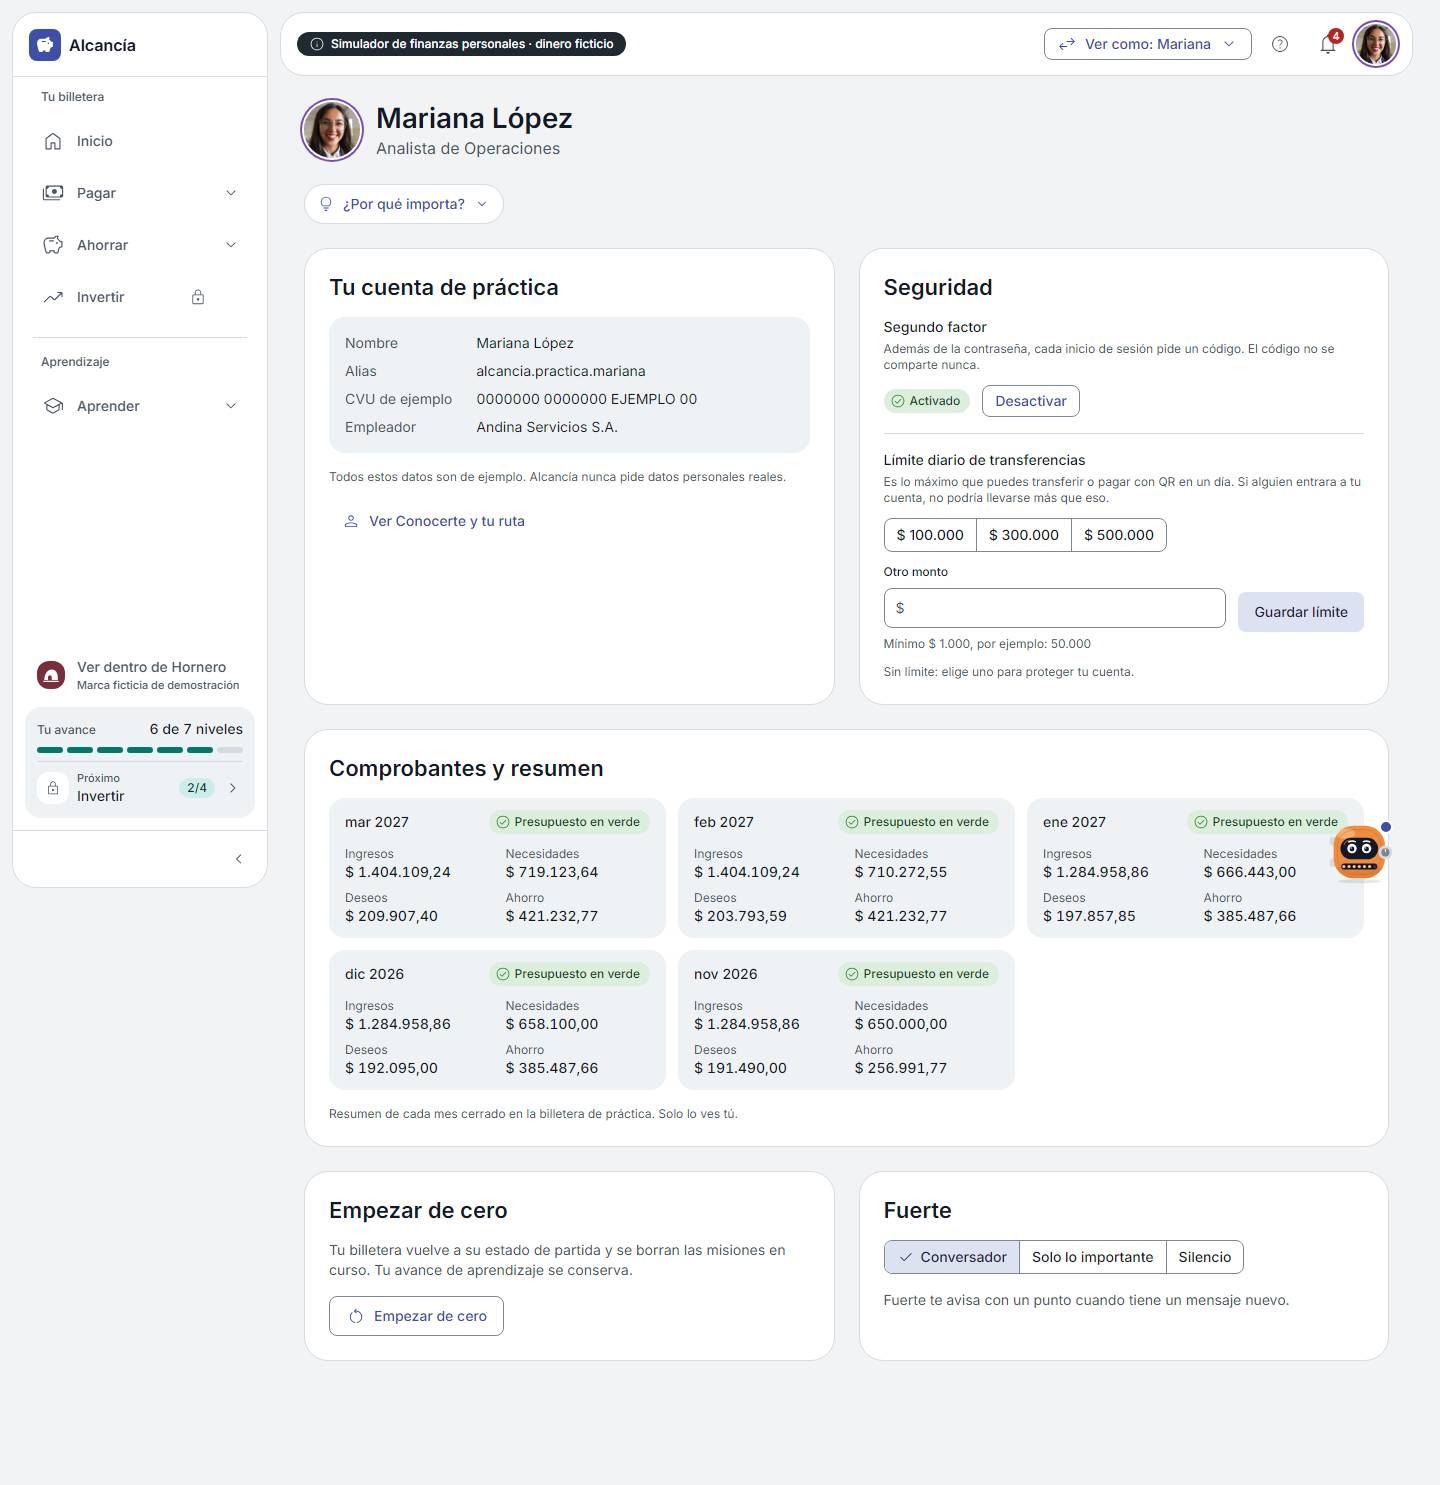 Alcancía
Tu billetera
Inicio
Pagar
Ahorrar
Invertir
Aprendizaje
Aprender
Ver dentro de Hornero
Marca ficticia de demostración
Tu avance
6 de 7 niveles
Próximo
Invertir
2/4
Simulador de finanzas personales · dinero ficticio
Ver como: Mariana
4
Mariana López
Analista de Operaciones
¿Por qué importa?
Tu cuenta de práctica
Nombre Mariana López
Alias alcancia.practica.mariana
CVU de ejemplo 0000000 0000000 EJEMPLO 00
Empleador Andina Servicios S.A.
Todos estos datos son de ejemplo. Alcancía nunca pide datos personales reales.
Ver Conocerte y tu ruta
Seguridad
Segundo factor
Además de la contraseña, cada inicio de sesión pide un código. El código no se
comparte nunca.
Activado
Desactivar
Límite diario de transferencias
Es lo máximo que puedes transferir o pagar con QR en un día. Si alguien entrara a tu
cuenta, no podría llevarse más que eso.
$ 100.000 $ 300.000 $ 500.000
Otro monto
$
Guardar límite
Mínimo $ 1.000, por ejemplo: 50.000
Sin límite: elige uno para proteger tu cuenta.
Comprobantes y resumen
mar 2027 Presupuesto en verde
Ingresos Necesidades
$ 1.404.109,24 $ 719.123,64
Deseos Ahorro
$ 209.907,40 $ 421.232,77
feb 2027 Presupuesto en verde
Ingresos Necesidades
$ 1.404.109,24 $ 710.272,55
Deseos Ahorro
$ 203.793,59 $ 421.232,77
ene 2027 Presupuesto en verde
Ingresos Necesidades
$ 1.284.958,86 $ 666.443,00
Deseos Ahorro
$ 197.857,85 $ 385.487,66
dic 2026 Presupuesto en verde
Ingresos Necesidades
$ 1.284.958,86 $ 658.100,00
Deseos Ahorro
$ 192.095,00 $ 385.487,66
nov 2026 Presupuesto en verde
Ingresos Necesidades
$ 1.284.958,86 $ 650.000,00
Deseos Ahorro
$ 191.490,00 $ 256.991,77
Resumen de cada mes cerrado en la billetera de práctica. Solo lo ves tú.
Empezar de cero
Tu billetera vuelve a su estado de partida y se borran las misiones en
curso. Tu avance de aprendizaje se conserva.
Empezar de cero
Fuerte
Conversador Solo lo importante Silencio
Fuerte te avisa con un punto cuando tiene un mensaje nuevo.